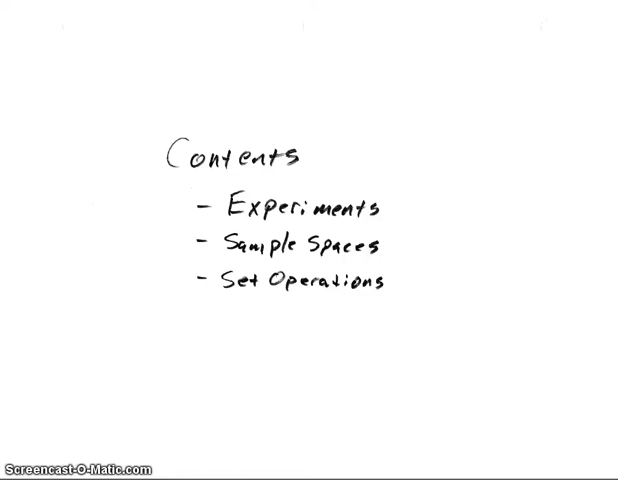 Contents
- Experiments
- Sample Spaces
- Set Operations
Screencast-O-Matic.com